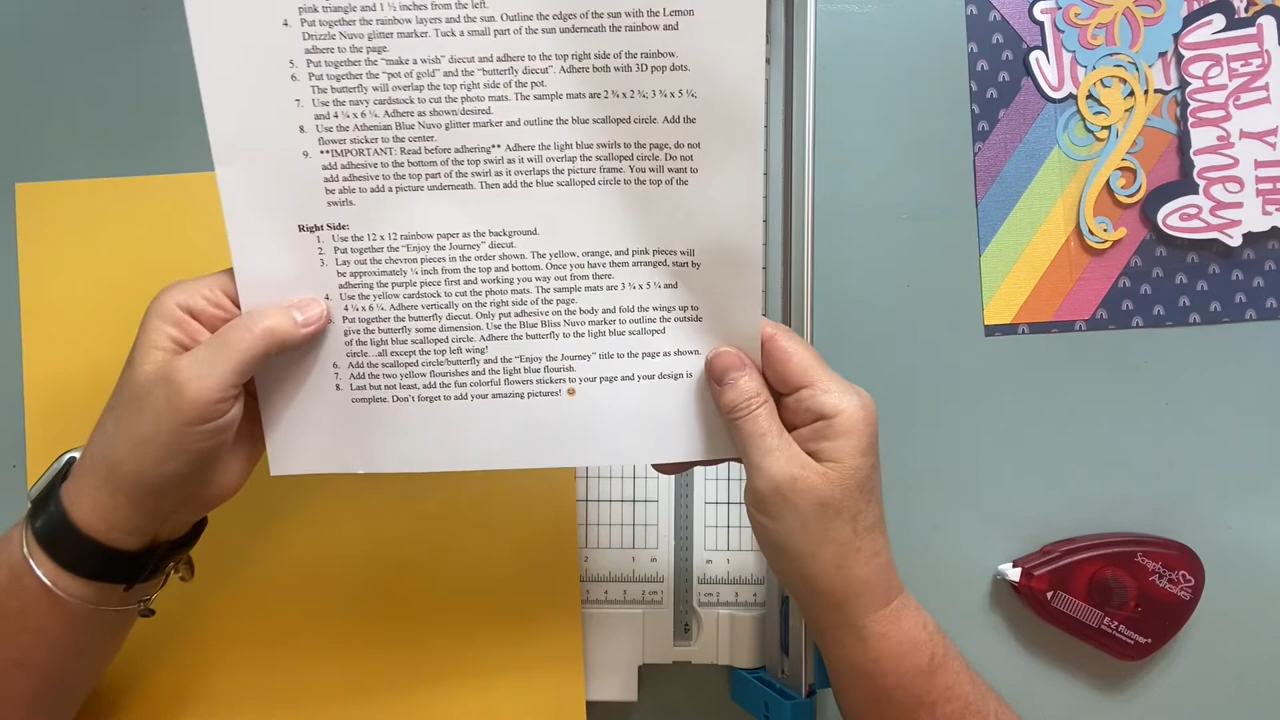 pink triangle and 1 ½ inches from the left.
4. Put together the rainbow layers and the sun. Outline the edges of the sun with the Lemon
Drizzle Nuvo glitter marker. Tuck a small part of the sun underneath the rainbow and
adhere to the page.
5. Put together the “make a wish” diecut and adhere to the top right side of the rainbow.
6. Put together the “pot of gold” and the “butterfly diecut”. Adhere both with 3D pop dots.
The butterfly will overlap the top right side of the pot.
7. Use the navy cardstock to cut the photo mats. The sample mats are 2 ¾ x 2 ¾; 3 ¾ x 5 ¼;
and 4 ¼ x 6 ¼. Adhere as shown/desired.
8. Use the Athenian Blue Nuvo glitter marker and outline the blue scalloped circle. Add the
flower sticker to the center.
9. **IMPORTANT: Read before adhering** Adhere the light blue swirls to the page, do not
add adhesive to the bottom of the top swirl as it will overlap the scalloped circle. Do not
add adhesive to the top part of the swirl as it overlaps the picture frame. You will want to
be able to add a picture underneath. Then add the blue scalloped circle to the top of the
swirls.
Right Side:
1. Use the 12 x 12 rainbow paper as the background.
2. Put together the “Enjoy the Journey” diecut.
3. Lay out the chevron pieces in the order shown. The yellow, orange, and pink pieces will
be approximately ¼ inch from the top and bottom. Once you have them arranged, start by
adhering the purple piece first and working you way out from there.
4. Use the yellow cardstock to cut the photo mats. The sample mats are 3 ¾ x 5 ¼ and
4 ¼ x 6 ¼. Adhere vertically on the right side of the page.
5. Put together the butterfly diecut. Only put adhesive on the body and fold the wings up to
give the butterfly some dimension. Use the Blue Bliss Nuvo marker to outline the outside
of the light blue scalloped circle. Adhere the butterfly to the light blue scalloped
circle…all except the top left wing!
6. Add the scalloped circle/butterfly and the “Enjoy the Journey” title to the page as shown.
7. Add the two yellow flourishes and the light blue flourish.
8. Last but not least, add the fun colorful flowers stickers to your page and your design is
complete. Don’t forget to add your amazing pictures! 😊
2 1 in
in 1
5 4 3 2 cm 1
1 cm 2 3 4
J
ENJ Y THE
Journey
Scrapbook
Adhesives
E-Z Runner®